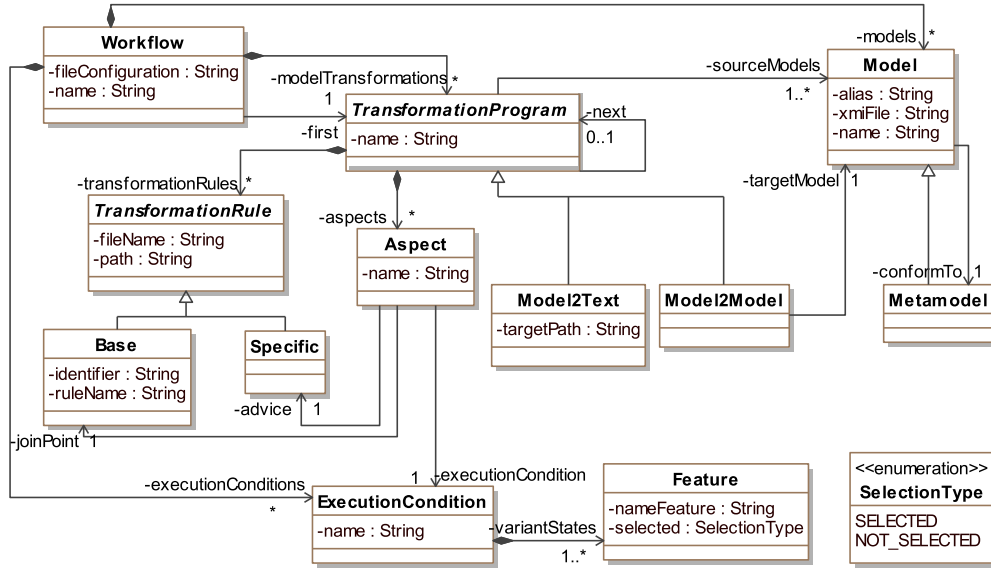 Workflow
-fileConfiguration : String
-name : String
-models
*
Model
-alias : String
-xmiFile : String
-name : String
-modelTransformations
*
1
-first
-sourceModels
1..*
TransformationProgram
-name : String
-next
0..1
-transformationRules
*
-targetModel
1
TransformationRule
-fileName : String
-path : String
-aspects
*
Aspect
-name : String
-conformTo
1
Model2Text
-targetPath : String
Model2Model
Metamodel
Base
-identifier : String
-ruleName : String
Specific
-advice
1
-joinPoint
1
-executionConditions
*
1
-executionCondition
ExecutionCondition
-name : String
-variantStates
1..*
Feature
-nameFeature : String
-selected : SelectionType
<<enumeration>>
SelectionType
SELECTED
NOT_SELECTED